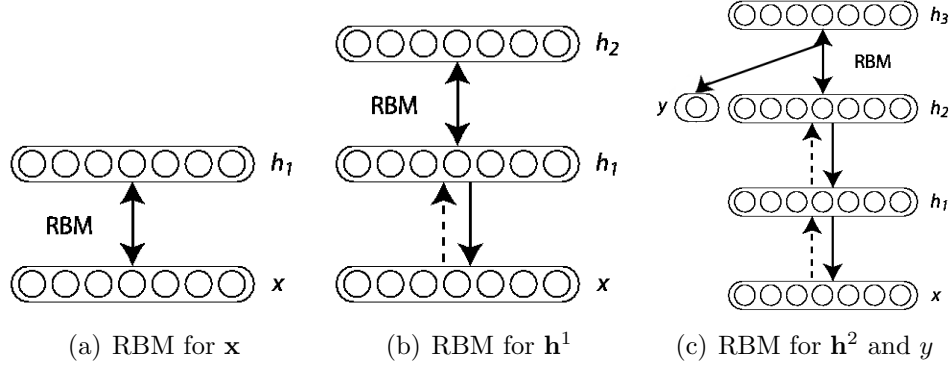 h₂
RBM
h₁
x
(a) RBM for x
h₁
RBM
x
(b) RBM for h¹
h₃
RBM
y
h₂
h₁
x
(c) RBM for h² and y